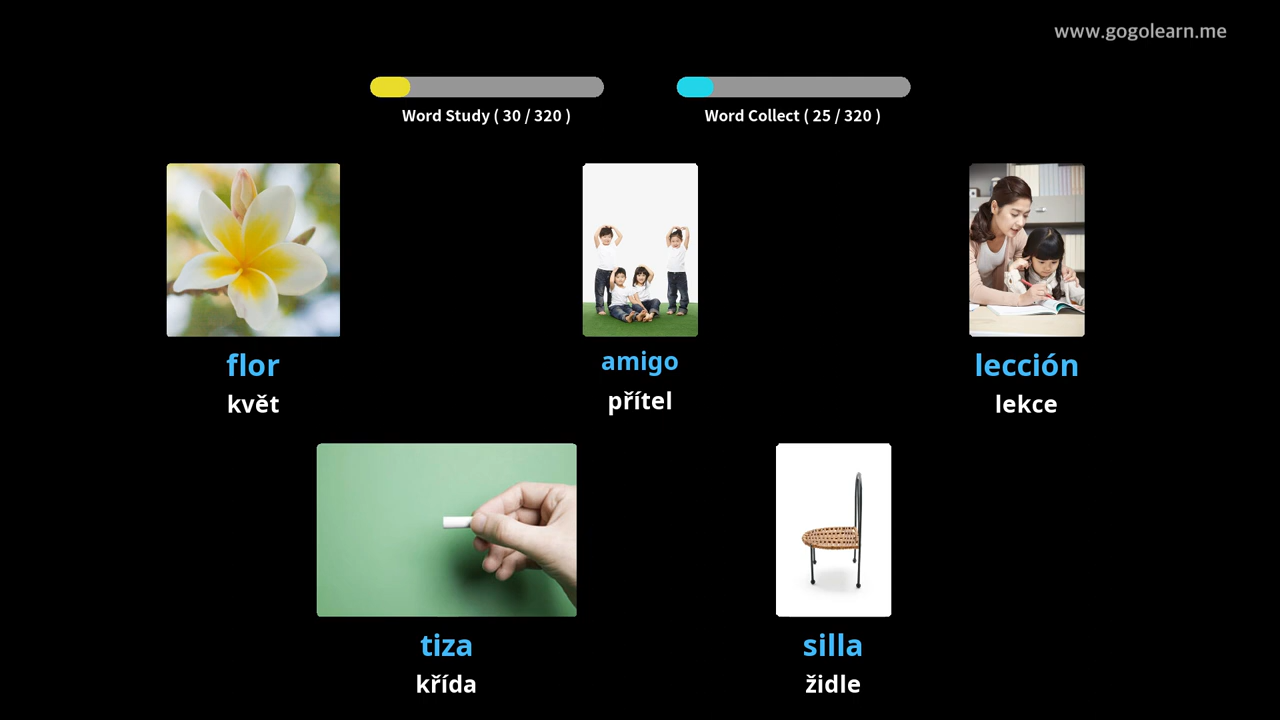 www.gogolearn.me
Word Study ( 30 / 320 )
Word Collect ( 25 / 320 )
flor
květ
amigo
přítel
lección
lekce
tiza
křída
silla
židle